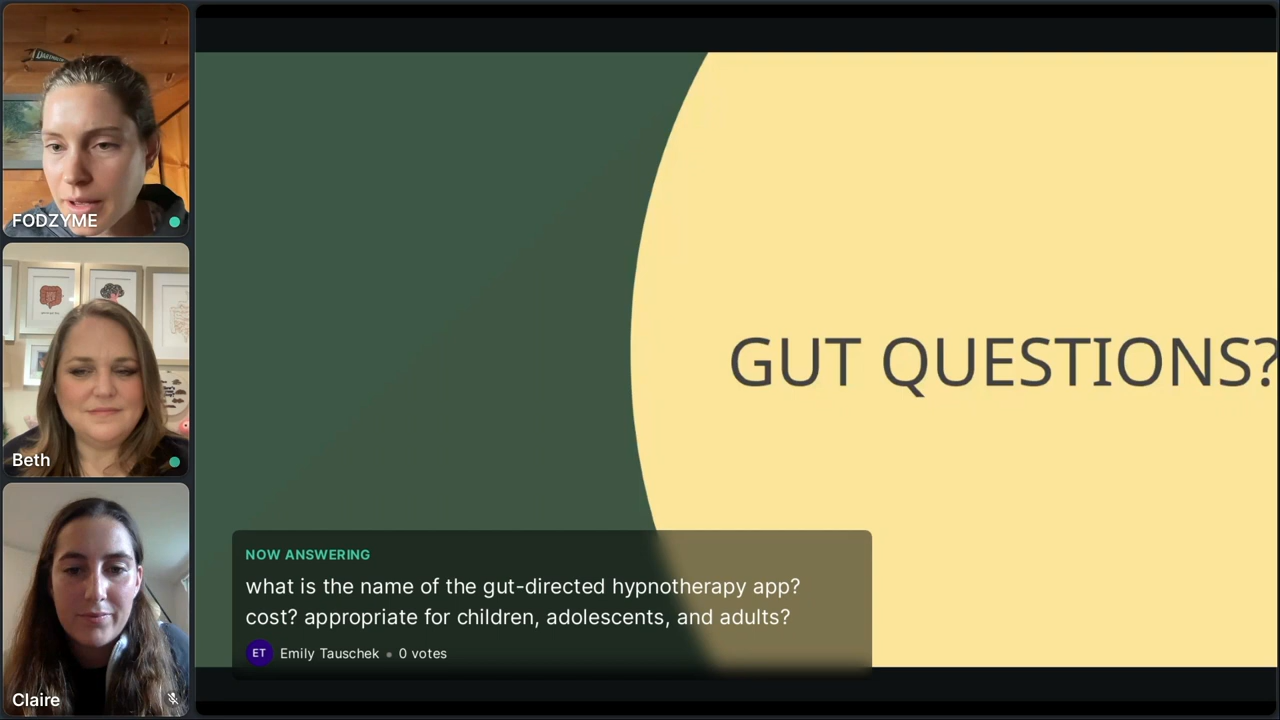 FODZYME
Beth
Claire
GUT QUESTIONS?
NOW ANSWERING
what is the name of the gut-directed hypnotherapy app?
cost? appropriate for children, adolescents, and adults?
ET Emily Tauschek • 0 votes